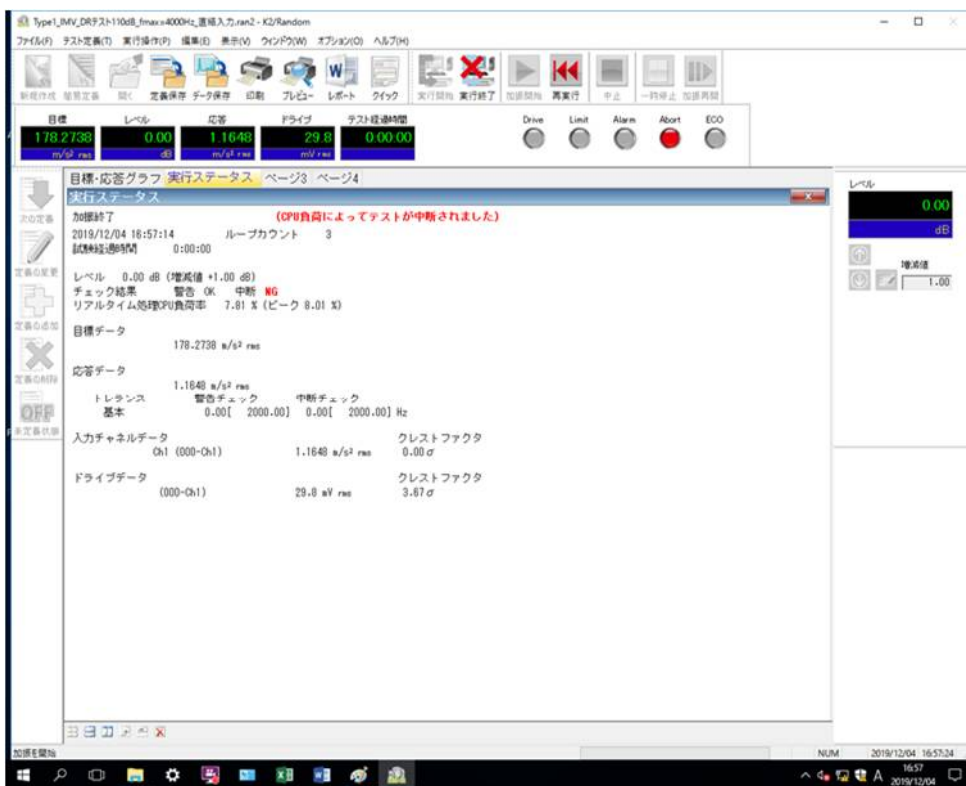 Type1_IMV_DRテスト110dB_fmax=4000Hz_直結入力.ran2 - K2/Random
ファイル(F) テスト定義(T) 実行操作(P) 編集(E) 表示(V) ウィンドウ(W) オプション(O) ヘルプ(H)
新規作成 簡易定義 開く 定義保存 データ保存 印刷 プレビュー レポート クイック 実行開始 実行終了 加振開始 再実行 中止 一時停止 加振再開
目標 レベル 応答 ドライブ テスト経過時間 Drive Limit Alarm Abort ECO
178.2738 0.00 1.1648 29.8 0:00:00
m/s² rms dB m/s² rms mV rms
目標・応答グラフ 実行ステータス ページ3 ページ4
実行ステータス
加振終了 (CPU負荷によってテストが中断されました)
2019/12/04 16:57:14 ループカウント 3
試験経過時間 0:00:00
レベル 0.00 dB (増減値 +1.00 dB)
チェック結果 警告 OK 中断 NG
リアルタイム処理CPU負荷率 7.81 % (ピーク 8.01 %)
目標データ
178.2738 m/s² rms
応答データ
1.1648 m/s² rms
トレランス 警告チェック 中断チェック
基本 0.00[ 2000.00] 0.00[ 2000.00] Hz
入力チャネルデータ クレストファクタ
Ch1 (000-Ch1) 1.1648 m/s² rms 0.00 σ
ドライブデータ クレストファクタ
(000-Ch1) 29.8 mV rms 3.67 σ
次の定義
定義の変更
定義の追加
定義の削除
OFF
未定義状態
レベル
0.00
dB
増減値
1.00
加振を開始 NUM 2019/12/04 16:57:24
A 16:57
2019/12/04